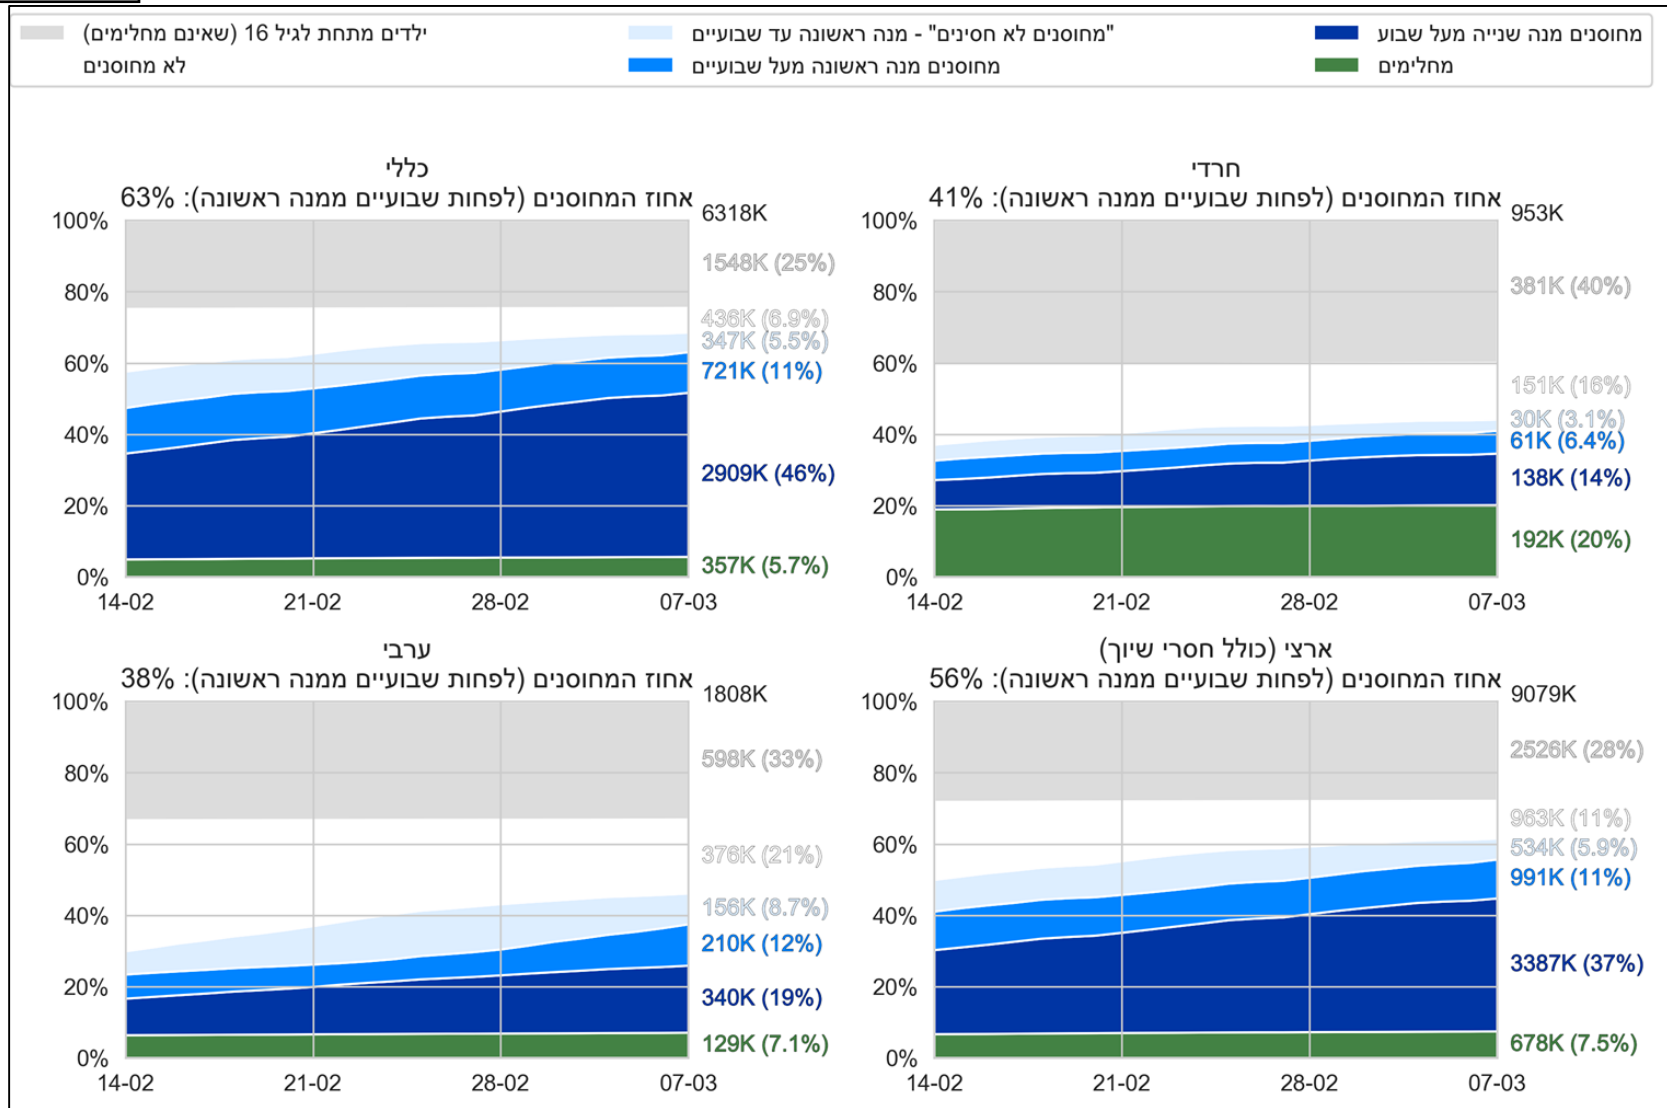 מחוסנים מנה שנייה מעל שבוע
"מחוסנים לא חסינים" - מנה ראשונה עד שבועיים
ילדים מתחת לגיל 16 (שאינם מחלימים)
מחלימים
מחוסנים מנה ראשונה מעל שבועיים
לא מחוסנים
חרדי
אחוז המחוסנים (לפחות שבועיים ממנה ראשונה): 41%
953K
100%
80%
60%
40%
20%
0%
381K (40%)
151K (16%)
30K (3.1%)
61K (6.4%)
138K (14%)
192K (20%)
14-02
21-02
28-02
07-03
כללי
אחוז המחוסנים (לפחות שבועיים ממנה ראשונה): 63%
6318K
100%
80%
60%
40%
20%
0%
1548K (25%)
436K (6.9%)
347K (5.5%)
721K (11%)
2909K (46%)
357K (5.7%)
14-02
21-02
28-02
07-03
ארצי (כולל חסרי שיוך)
אחוז המחוסנים (לפחות שבועיים ממנה ראשונה): 56%
9079K
100%
80%
60%
40%
20%
0%
2526K (28%)
963K (11%)
534K (5.9%)
991K (11%)
3387K (37%)
678K (7.5%)
14-02
21-02
28-02
07-03
ערבי
אחוז המחוסנים (לפחות שבועיים ממנה ראשונה): 38%
1808K
100%
80%
60%
40%
20%
0%
598K (33%)
376K (21%)
156K (8.7%)
210K (12%)
340K (19%)
129K (7.1%)
14-02
21-02
28-02
07-03